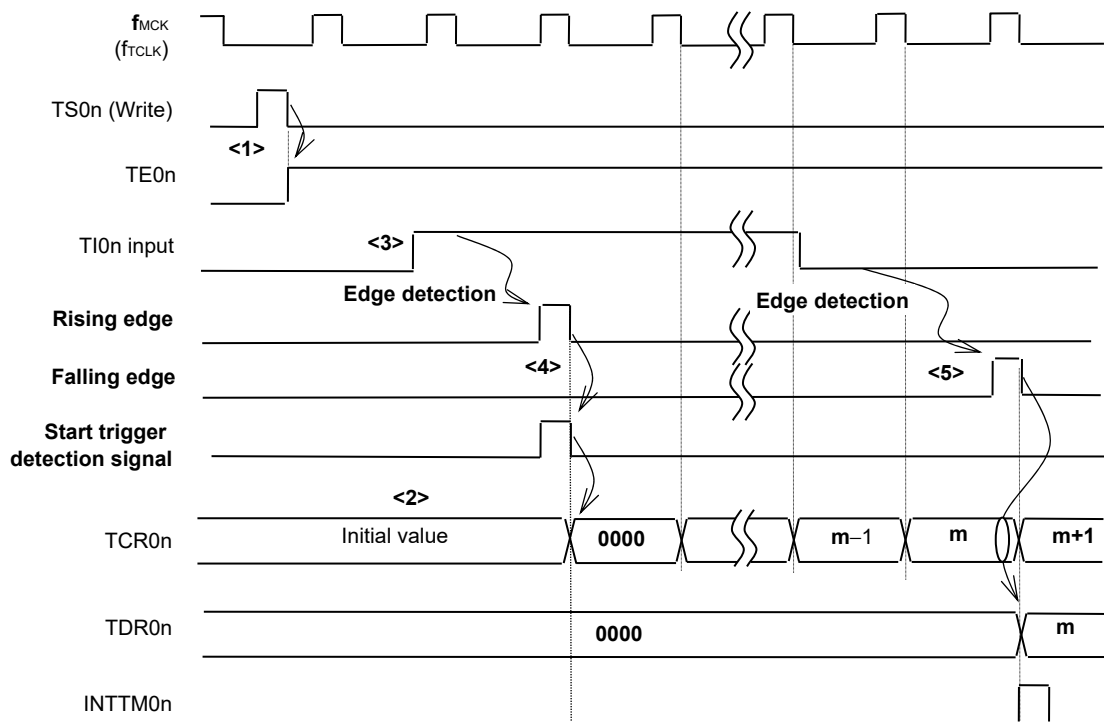 fMCK
(fTCLK)
TS0n (Write)
<1>
TE0n
TI0n input
<3>
Edge detection
Edge detection
Rising edge
<4>
<5>
Falling edge
Start trigger
detection signal
<2>
TCR0n
Initial value
0000
m−1
m
m+1
TDR0n
0000
m
INTTM0n